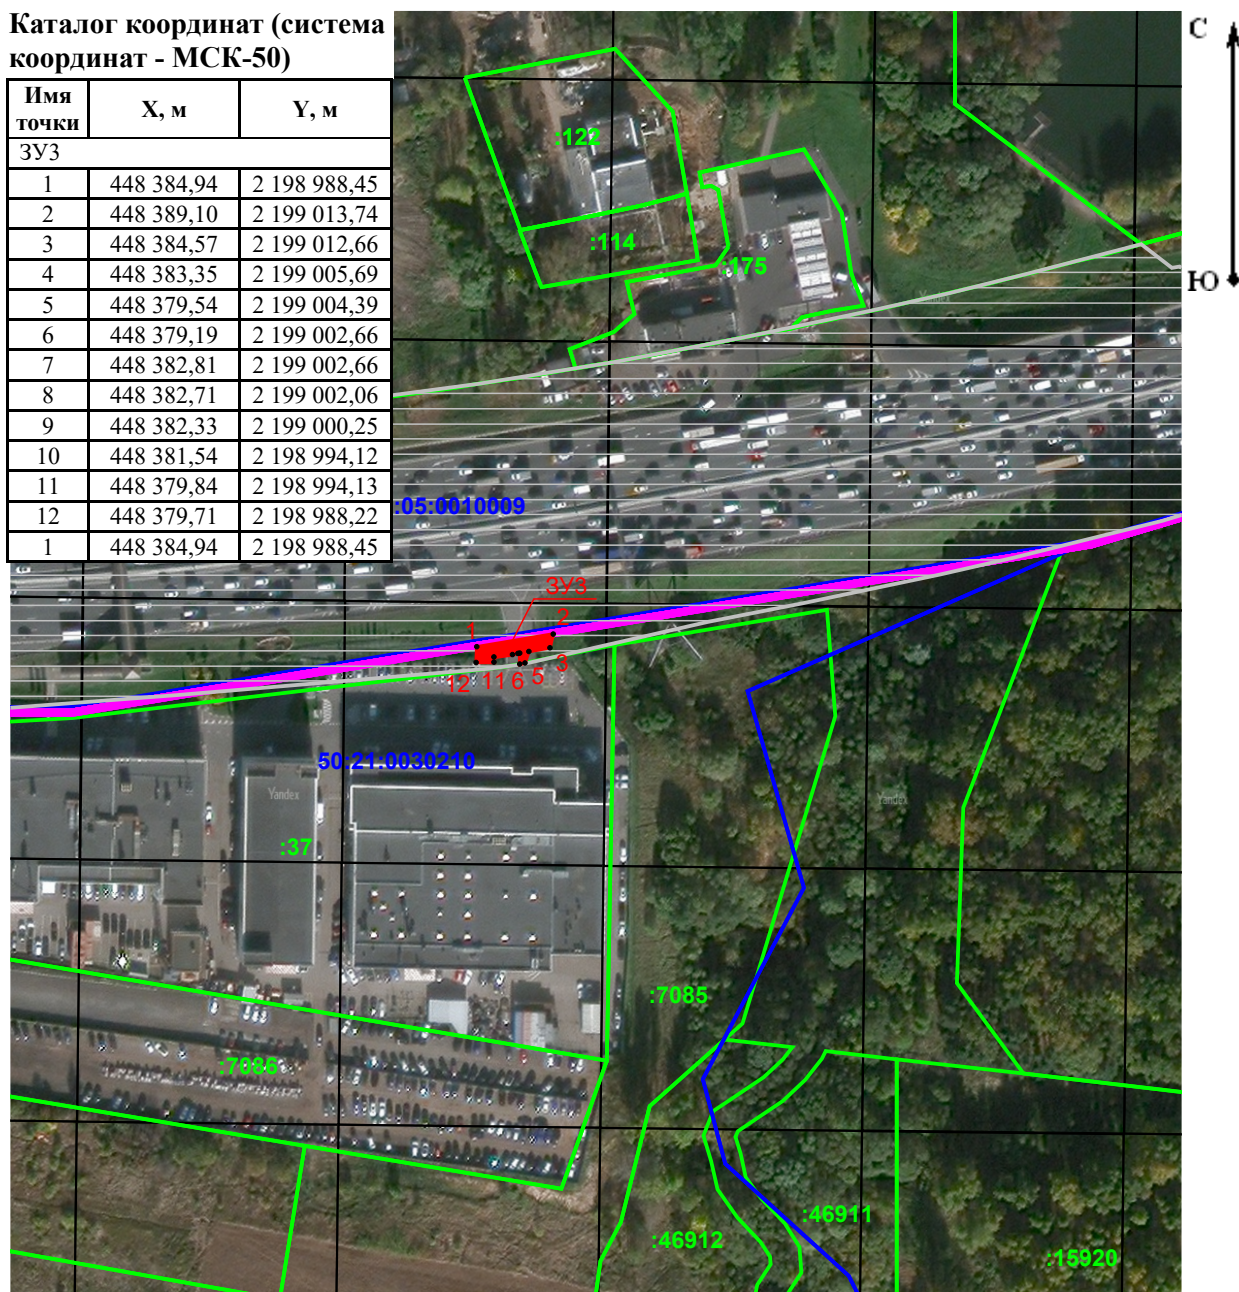 Каталог координат (система
координат - МСК-50)
Имя точки X, м Y, м
ЗУ3
1 448 384,94 2 198 988,45
2 448 389,10 2 199 013,74
3 448 384,57 2 199 012,66
4 448 383,35 2 199 005,69
5 448 379,54 2 199 004,39
6 448 379,19 2 199 002,66
7 448 382,81 2 199 002,66
8 448 382,71 2 199 002,06
9 448 382,33 2 199 000,25
10 448 381,54 2 198 994,12
11 448 379,84 2 198 994,13
12 448 379,71 2 198 988,22
1 448 384,94 2 198 988,45
С
Ю
:122
:114
:175
Yandex
:05:0010009
ЗУ3
1
2
3
12
11
6
5
50:21:0030210
Yandex
Yandex
:37
:7085
:7086
:46911
:46912
:15920